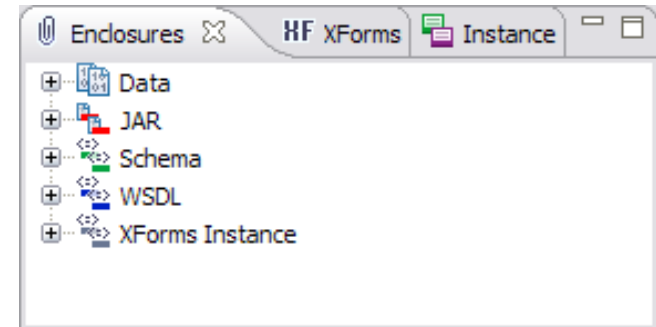 Enclosures XF XForms Instance
Data
JAR
Schema
WSDL
XForms Instance